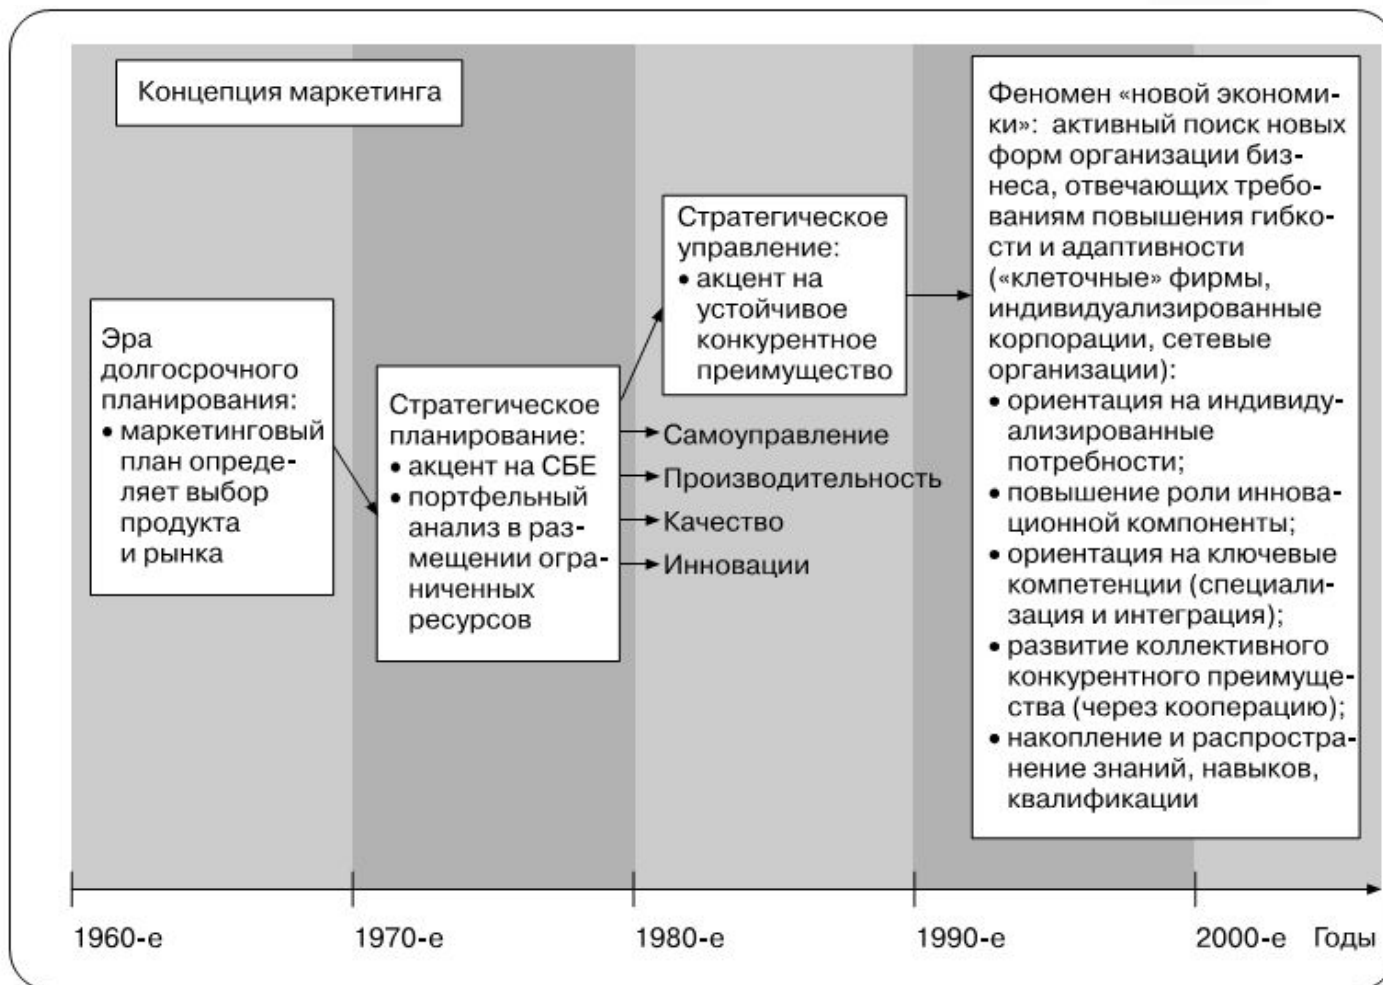 Концепция маркетинга
Эра
долгосрочного
планирования:
• маркетинговый
план опреде-
ляет выбор
продукта
и рынка
Стратегическое
планирование:
• акцент на СБЕ
• портфельный
анализ в раз-
мещении огра-
ниченных
ресурсов
Стратегическое
управление:
• акцент на
устойчивое
конкурентное
преимущество
Самоуправление
Производительность
Качество
Инновации
Феномен «новой экономи-
ки»: активный поиск новых
форм организации биз-
неса, отвечающих требо-
ваниям повышения гибко-
сти и адаптивности
(«клеточные» фирмы,
индивидуализированные
корпорации, сетевые
организации):
• ориентация на индивиду-
ализированные
потребности;
• повышение роли иннова-
ционной компоненты;
• ориентация на ключевые
компетенции (специали-
зация и интеграция);
• развитие коллективного
конкурентного преимуще-
ства (через кооперацию);
• накопление и распростра-
нение знаний, навыков,
квалификации
1960-е 1970-е 1980-е 1990-е 2000-е Годы